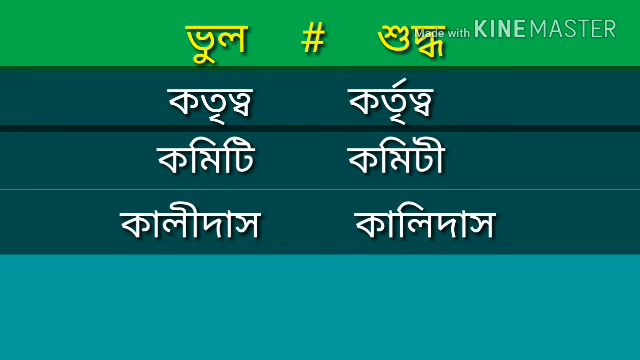 ভুল # শুদ্ধ
Made with KINEMASTER
কতৃত্ব কর্তৃত্ব
কমিটি কমিটী
কালীদাস কালিদাস